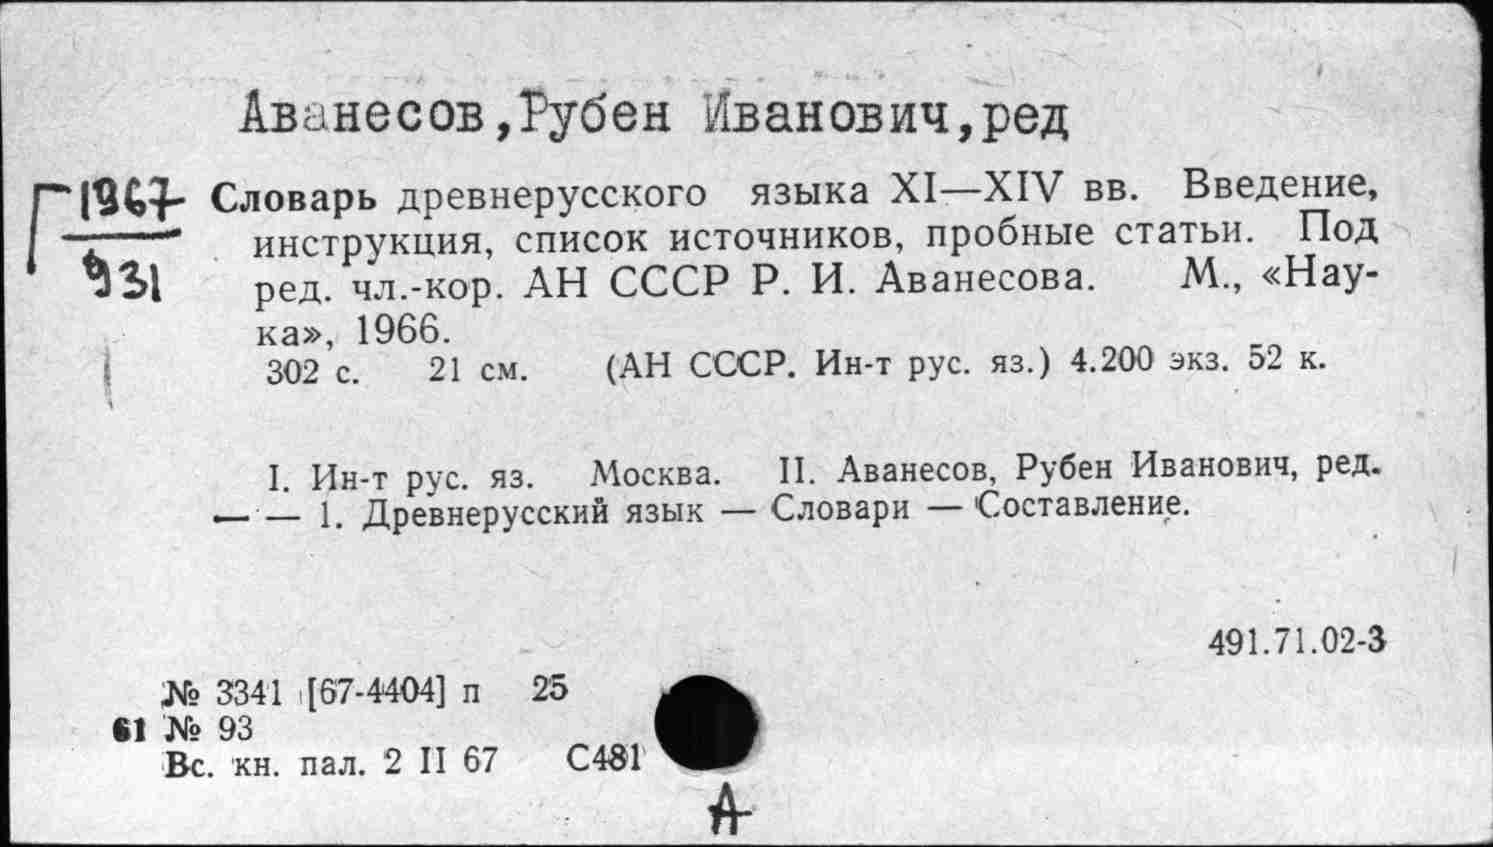 Аванесов,Рубен Иванович,ред
Г 1967
931
Словарь древнерусского языка XI—XIV вв. Введение,
инструкция, список источников, пробные статьи. Под
ред. чл.-кор. АН СССР Р. И. Аванесова. М., «Нау-
ка», 1966.
302 с. 21 см. (АН СССР. Ин-т рус. яз.) 4.200 экз. 52 к.
I. Ин-т рус. яз. Москва. II. Аванесов, Рубен Иванович, ред.
— — 1. Древнерусский язык — Словари — Составление.
491.71.02-3
№ 3341 [67-4404] п 25
61 № 93
Вс. кн. пал. 2 II 67 С481
А